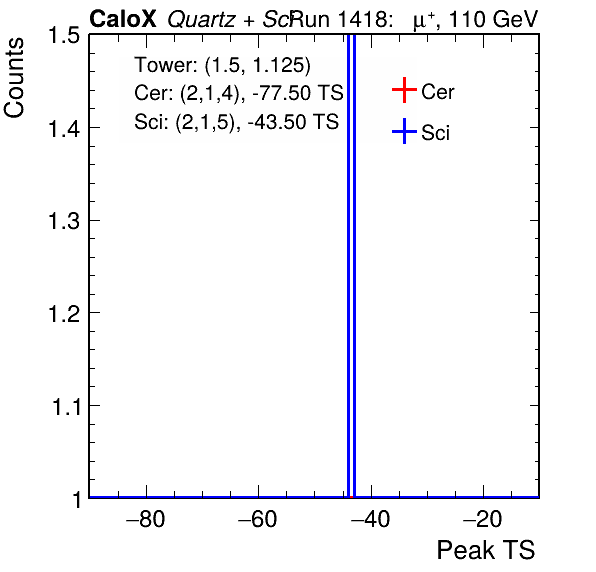 CaloX Quartz + Sci Run 1418: μ⁺, 110 GeV
Counts
1.5
1.4
1.3
1.2
1.1
1
Tower: (1.5, 1.125)
Cer: (2,1,4), -77.50 TS
Sci: (2,1,5), -43.50 TS
Cer
Sci
−80 −60 −40 −20
Peak TS